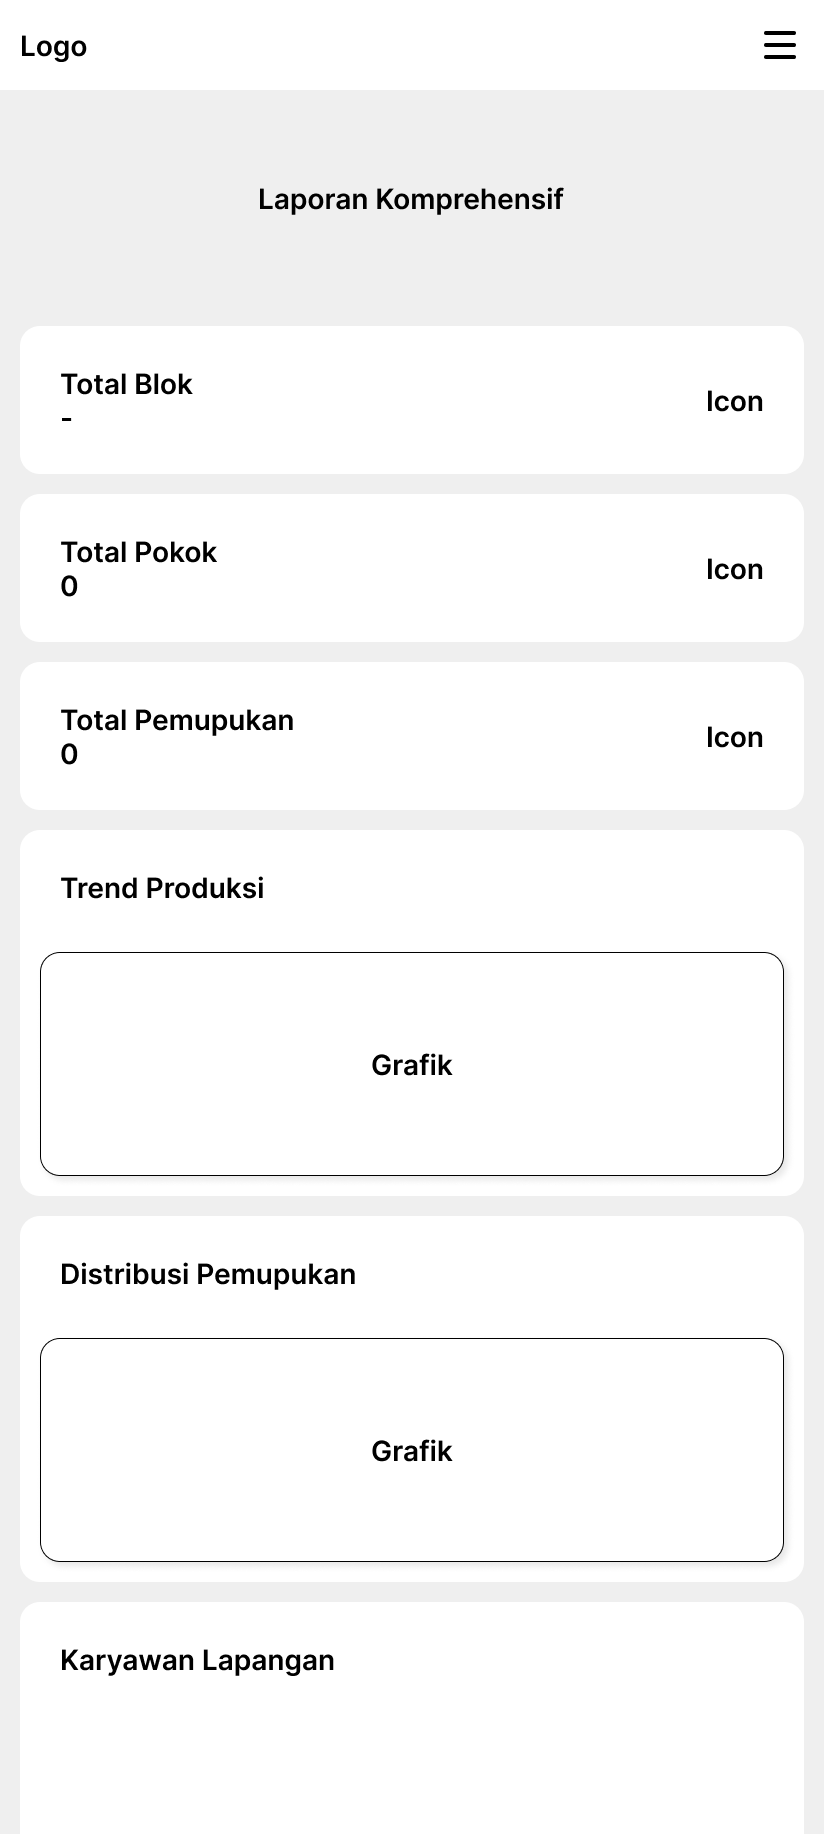 Logo
Laporan Komprehensif
Total Blok
-
Icon
Total Pokok
0
Icon
Total Pemupukan
0
Icon
Trend Produksi
Grafik
Distribusi Pemupukan
Grafik
Karyawan Lapangan